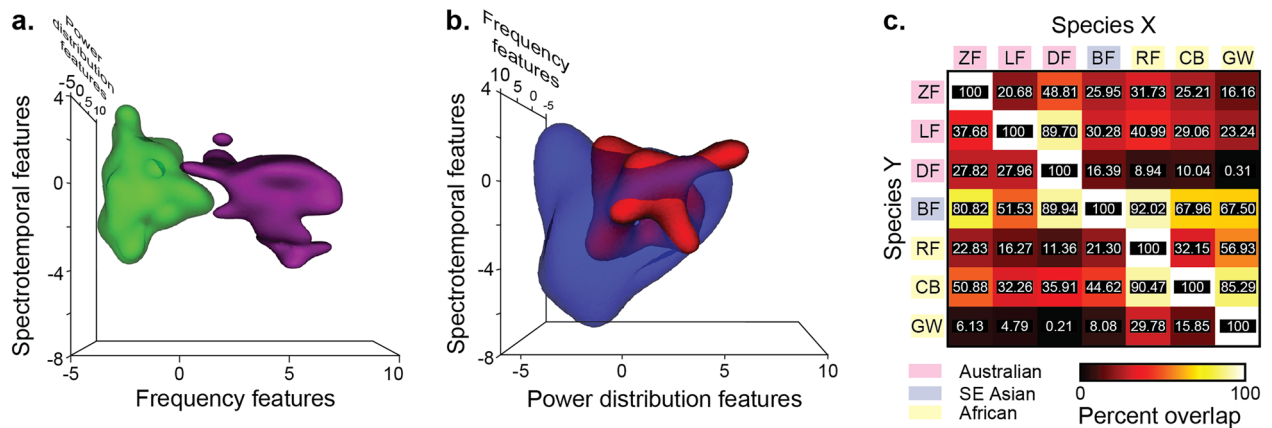 a.
Power
distribution
features
-5 0 5 10
Spectrotemporal features
4
0
-4
-8
-5 0 5 10
Frequency features
b.
Frequency
features
10 5 0 -5
Spectrotemporal features
4
0
-4
-8
-5 0 5 10
Power distribution features
c.
Species X
ZF LF DF BF RF CB GW
Species Y
ZF 100 20.68 48.81 25.95 31.73 25.21 16.16
LF 37.68 100 89.70 30.28 40.99 29.06 23.24
DF 27.82 27.96 100 16.39 8.94 10.04 0.31
BF 80.82 51.53 89.94 100 92.02 67.96 67.50
RF 22.83 16.27 11.36 21.30 100 32.15 56.93
CB 50.88 32.26 35.91 44.62 90.47 100 85.29
GW 6.13 4.79 0.21 8.08 29.78 15.85 100
Australian
SE Asian
African
0 100
Percent overlap